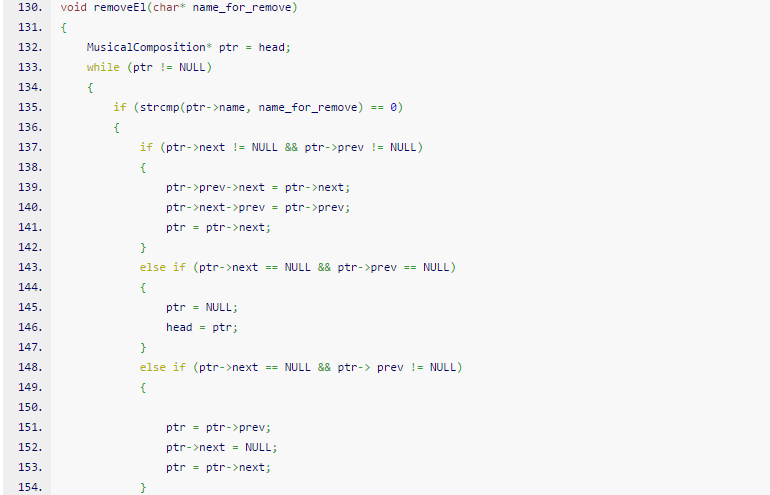 130. void removeEl(char* name_for_remove)
131. {
132. MusicalComposition* ptr = head;
133. while (ptr != NULL)
134. {
135. if (strcmp(ptr->name, name_for_remove) == 0)
136. {
137. if (ptr->next != NULL && ptr->prev != NULL)
138. {
139. ptr->prev->next = ptr->next;
140. ptr->next->prev = ptr->prev;
141. ptr = ptr->next;
142. }
143. else if (ptr->next == NULL && ptr->prev == NULL)
144. {
145. ptr = NULL;
146. head = ptr;
147. }
148. else if (ptr->next == NULL && ptr-> prev != NULL)
149. {
150.
151. ptr = ptr->prev;
152. ptr->next = NULL;
153. ptr = ptr->next;
154. }